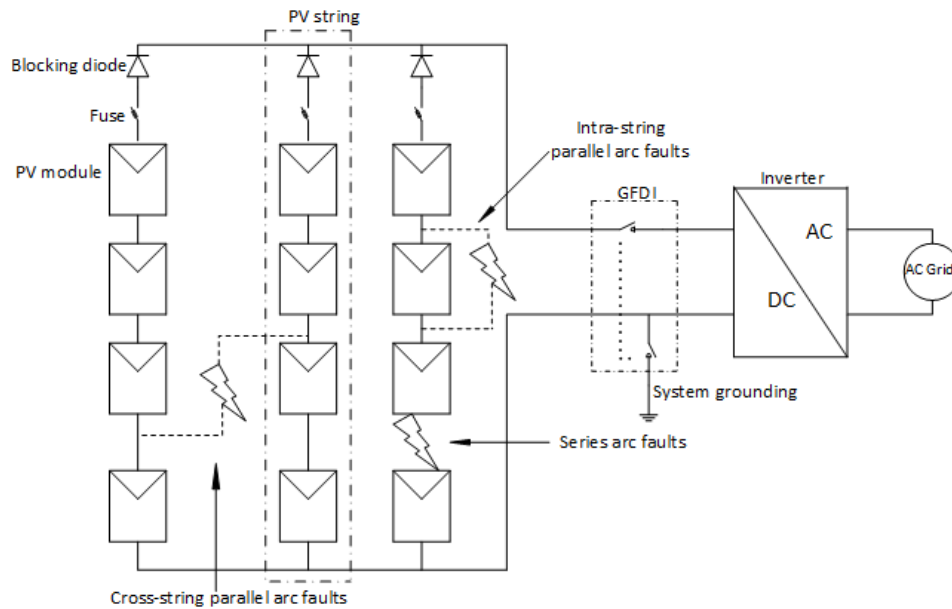 PV string
Blocking diode
Fuse
PV module
Intra-string
parallel arc faults
GFDI
Inverter
AC
DC
AC Grid
System grounding
Series arc faults
Cross-string parallel arc faults